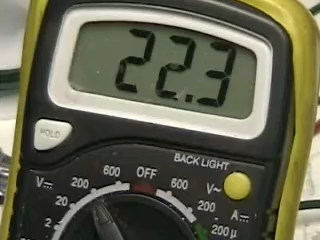 22.3
HOLD
BACK LIGHT
V⎓ 200 600 OFF 600 V~
20 200 A⎓
2 200µ